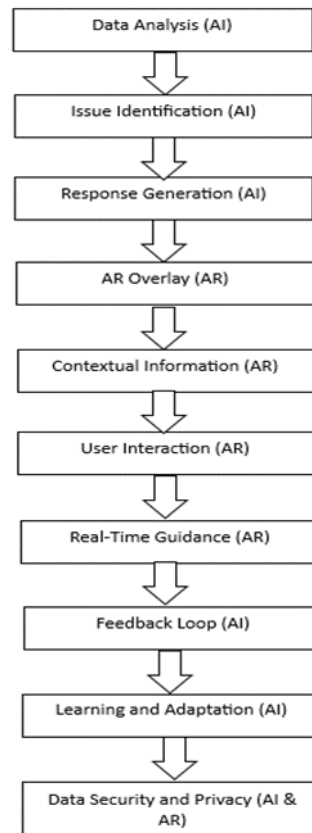 Data Analysis (AI)
Issue Identification (AI)
Response Generation (AI)
AR Overlay (AR)
Contextual Information (AR)
User Interaction (AR)
Real-Time Guidance (AR)
Feedback Loop (AI)
Learning and Adaptation (AI)
Data Security and Privacy (AI &
AR)